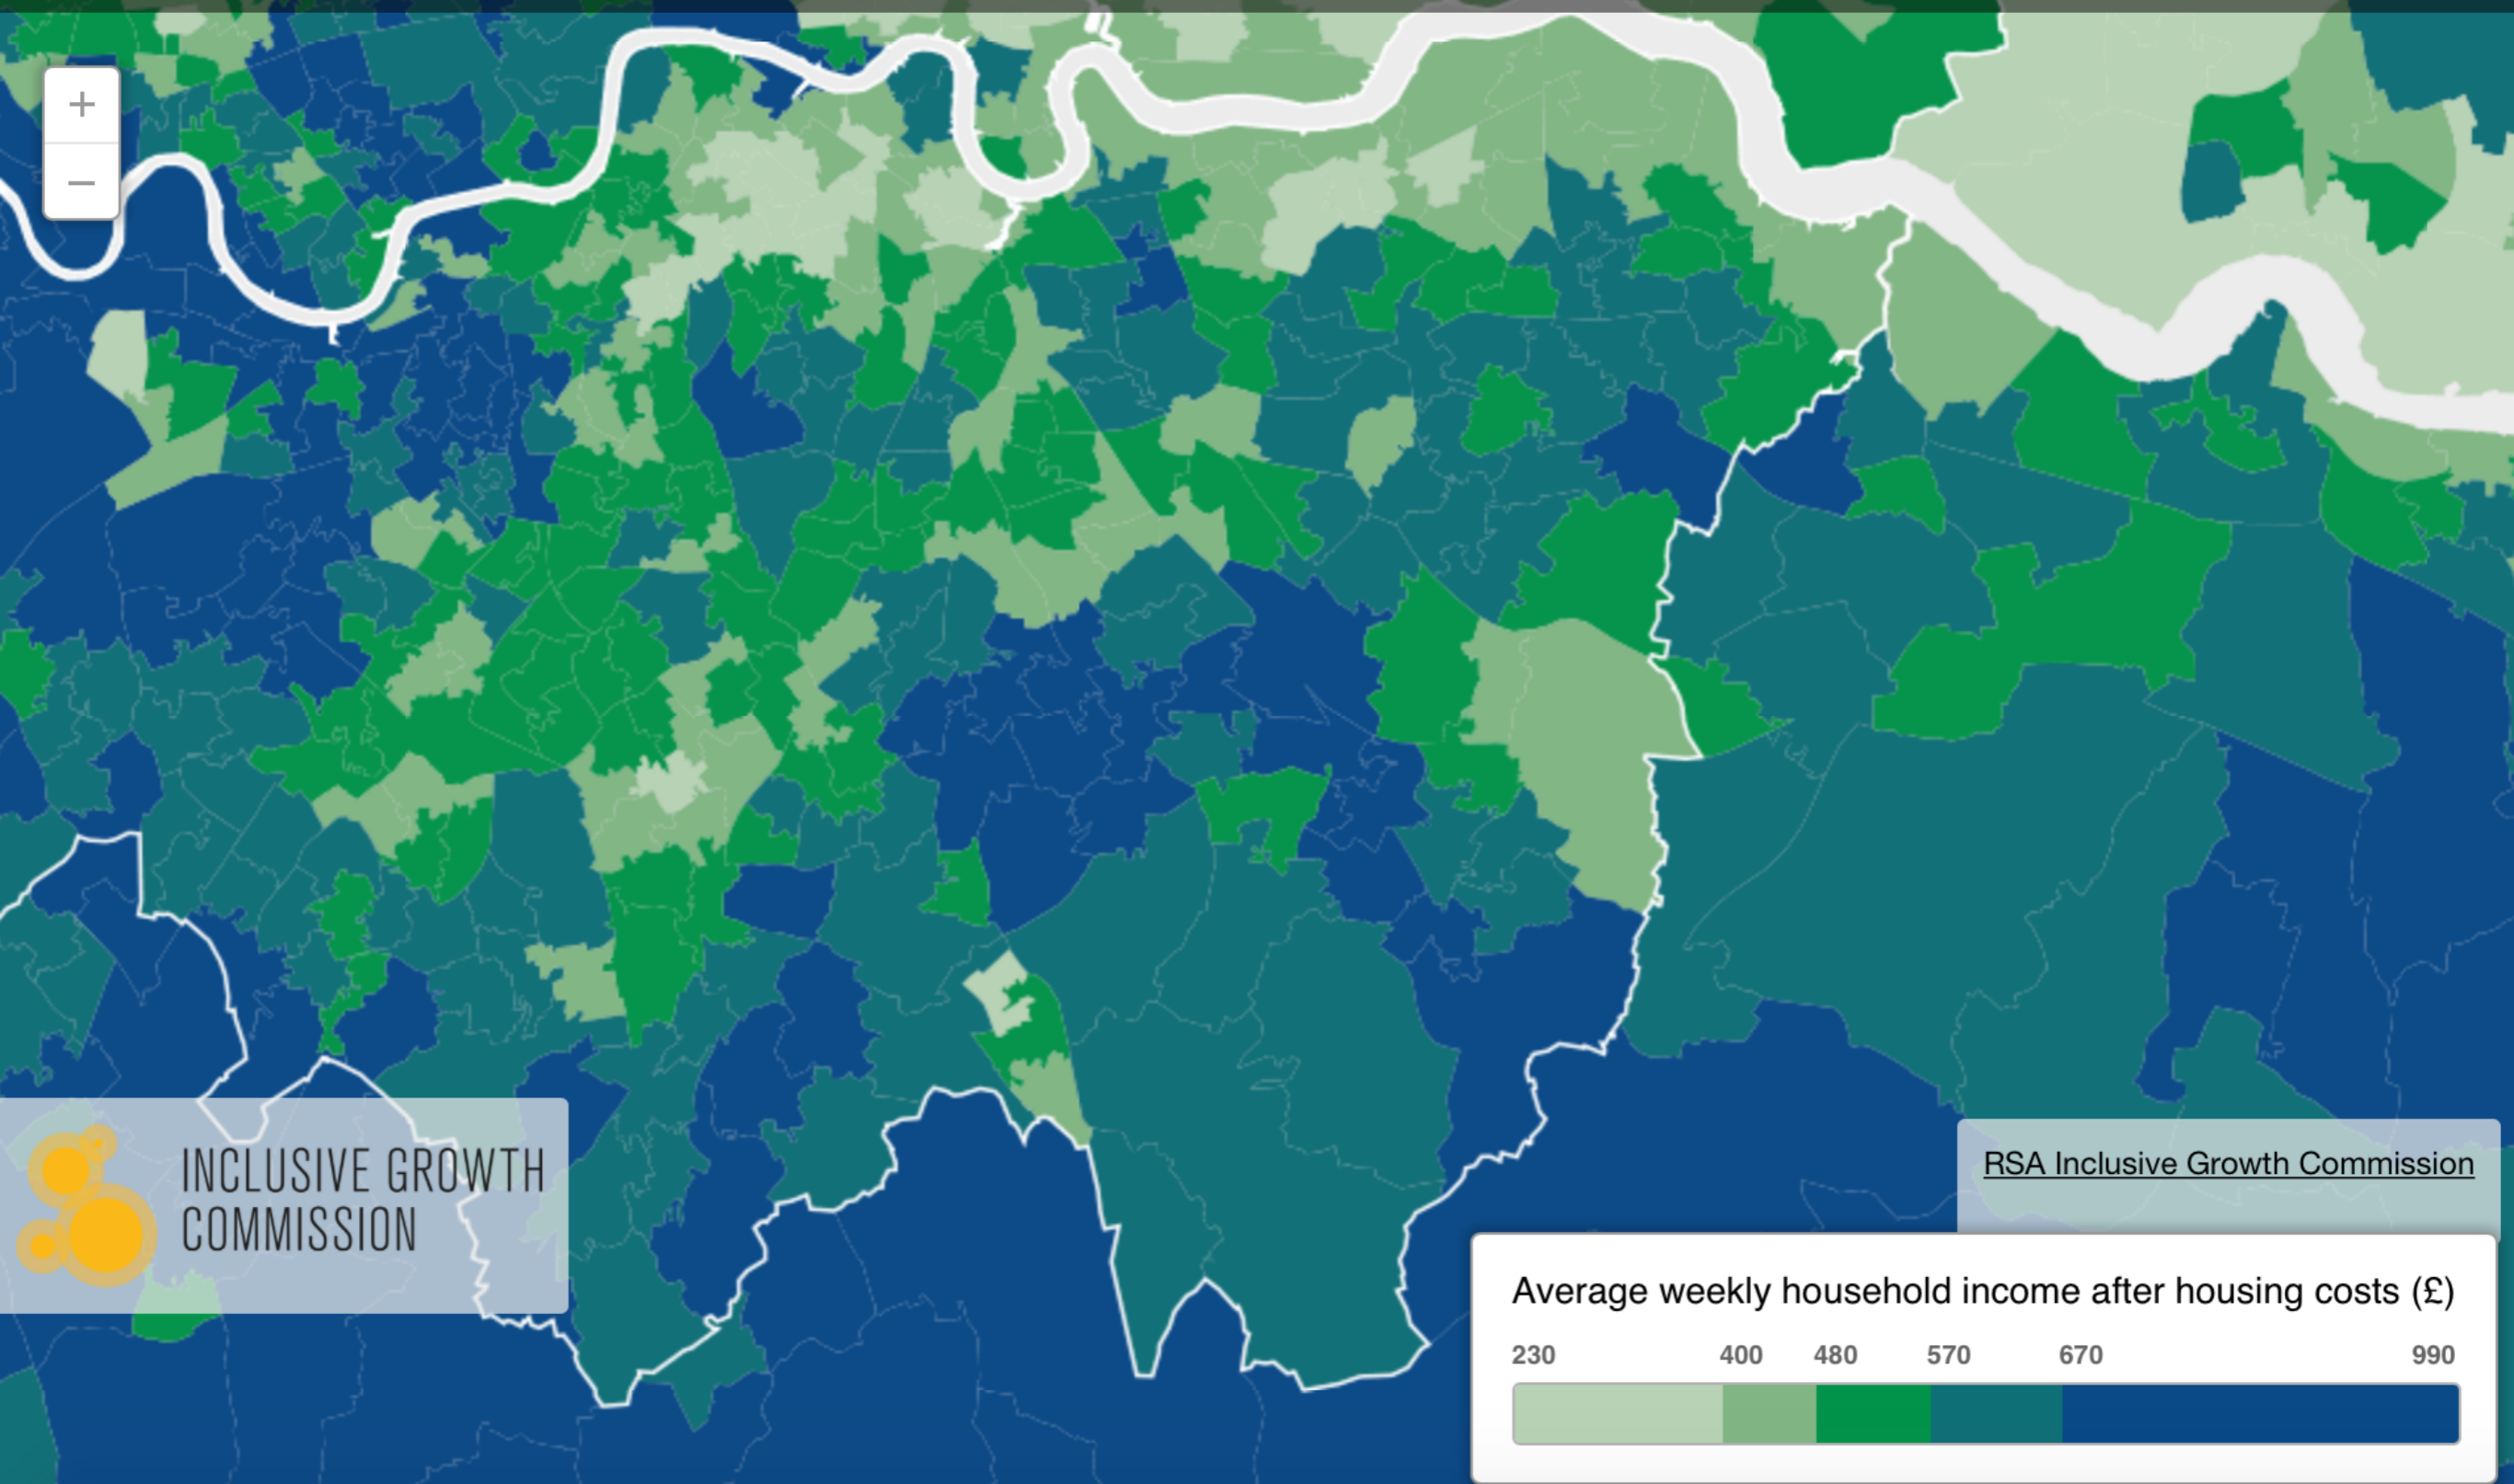 +
−
INCLUSIVE GROWTH
COMMISSION
RSA Inclusive Growth Commission
Average weekly household income after housing costs (£)
230 400 480 570 670 990